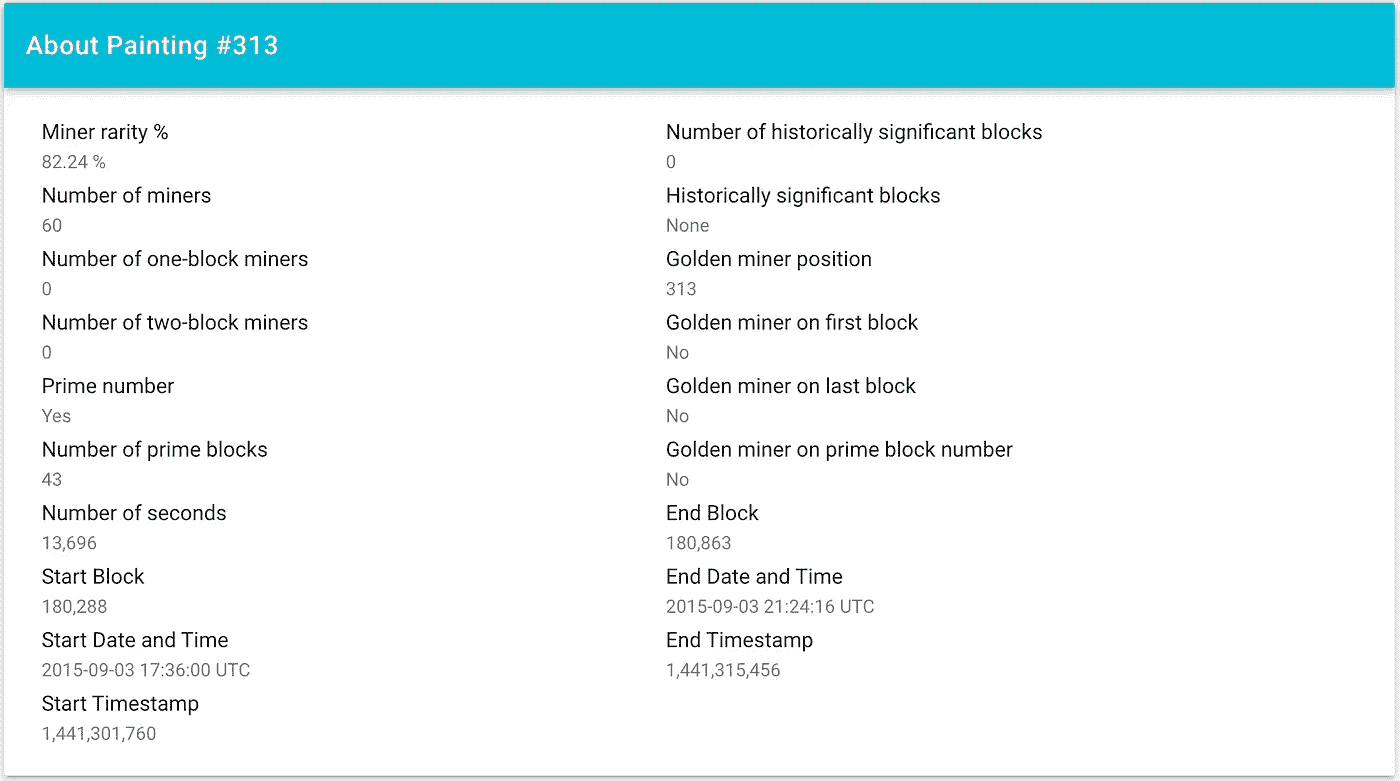 About Painting #313
Miner rarity %
82.24 %
Number of miners
60
Number of one-block miners
0
Number of two-block miners
0
Prime number
Yes
Number of prime blocks
43
Number of seconds
13,696
Start Block
180,288
Start Date and Time
2015-09-03 17:36:00 UTC
Start Timestamp
1,441,301,760
Number of historically significant blocks
0
Historically significant blocks
None
Golden miner position
313
Golden miner on first block
No
Golden miner on last block
No
Golden miner on prime block number
No
End Block
180,863
End Date and Time
2015-09-03 21:24:16 UTC
End Timestamp
1,441,315,456